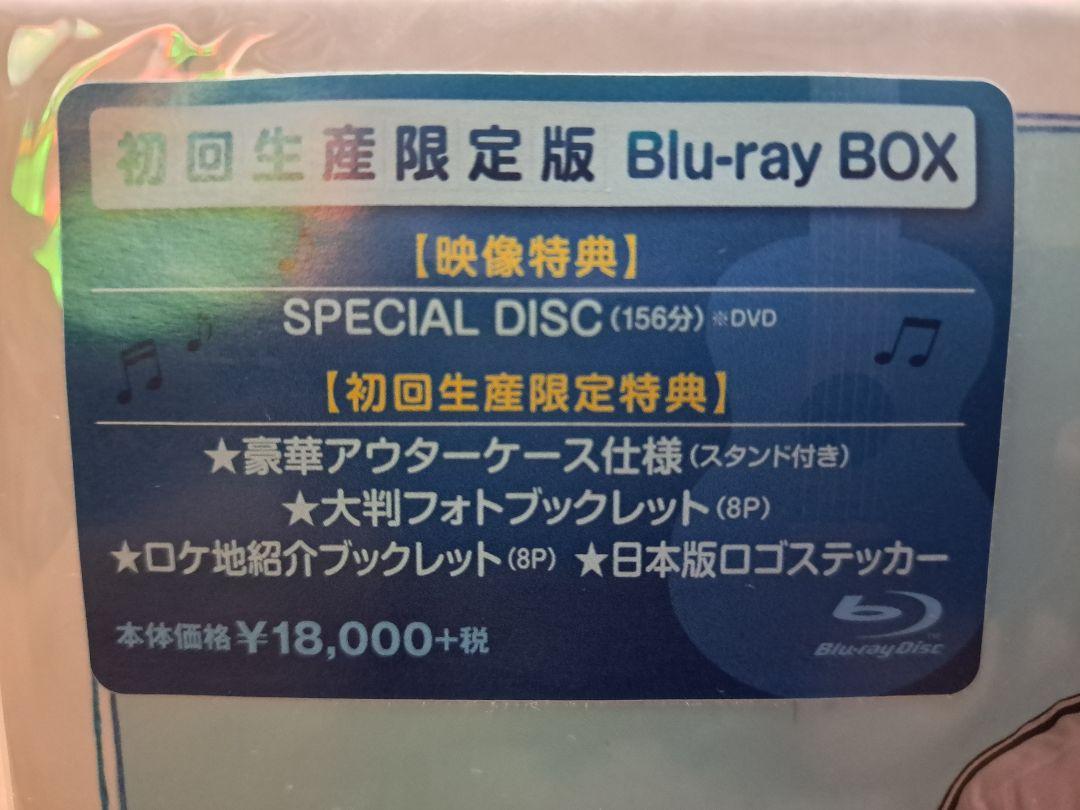 初回生産限定版 Blu-ray BOX
【映像特典】
SPECIAL DISC(156分)※DVD
【初回生産限定特典】
★豪華アウターケース仕様(スタンド付き)
★大判フォトブックレット(8P)
★ロケ地紹介ブックレット(8P) ★日本版ロゴステッカー
本体価格¥18,000+税
Blu-ray Disc™